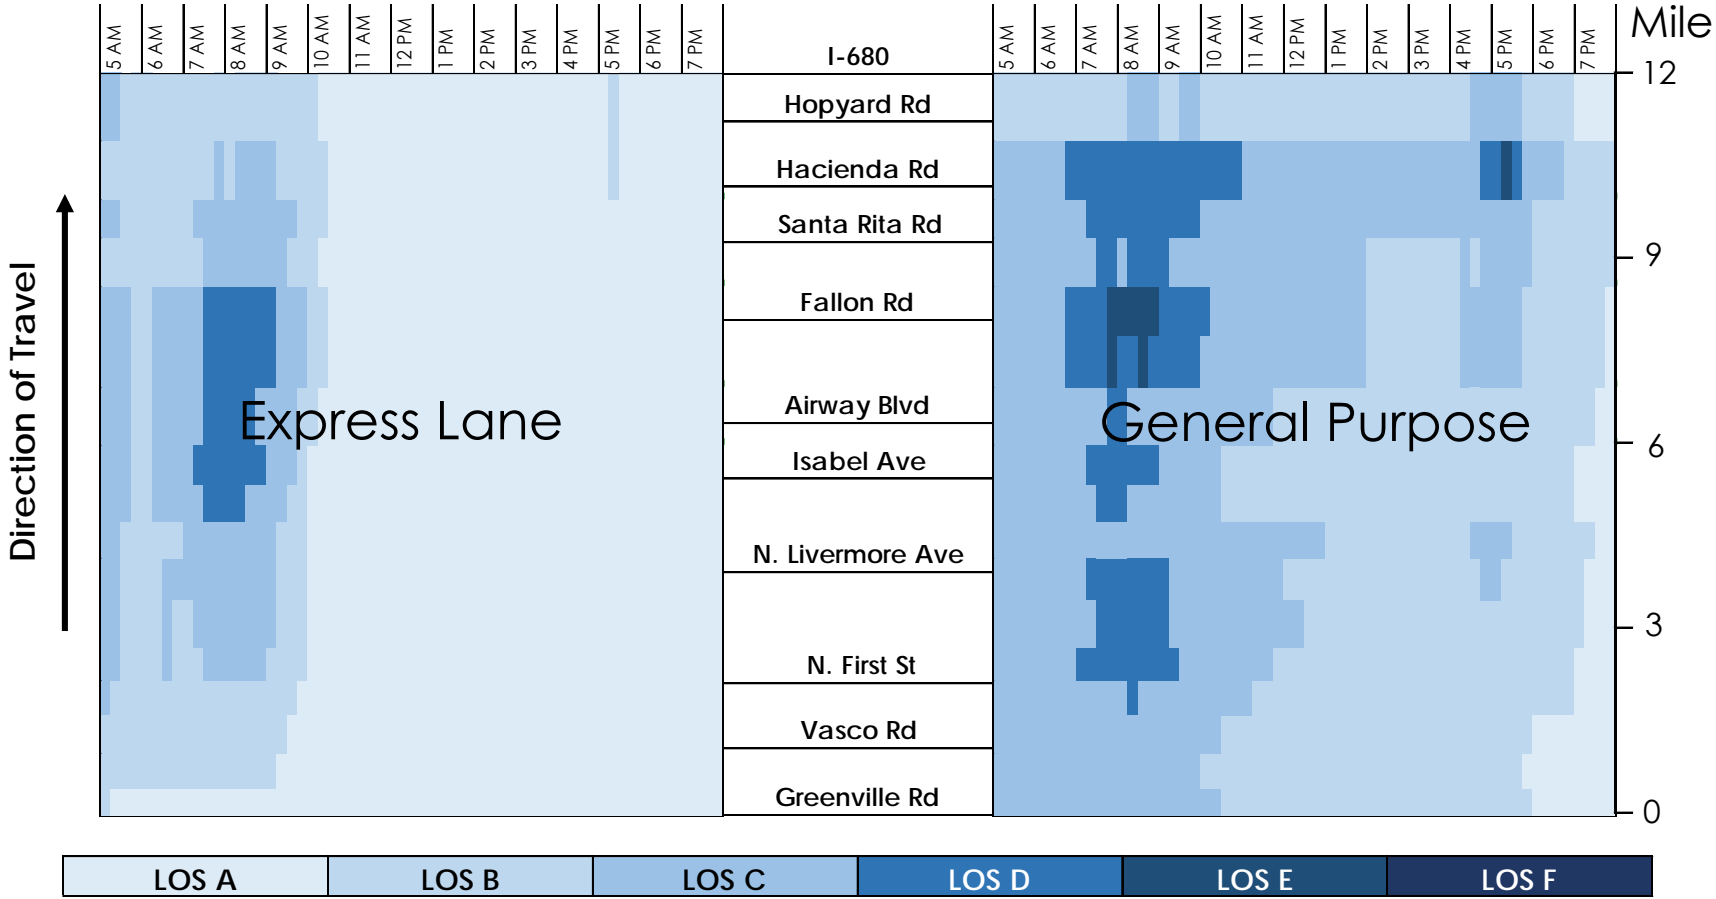 5 AM
6 AM
7 AM
8 AM
9 AM
10 AM
11 AM
12 PM
1 PM
2 PM
3 PM
4 PM
5 PM
6 PM
7 PM
I-680
5 AM
6 AM
7 AM
8 AM
9 AM
10 AM
11 AM
12 PM
1 PM
2 PM
3 PM
4 PM
5 PM
6 PM
7 PM
Mile
12
Hopyard Rd
Hacienda Rd
Santa Rita Rd
9
Fallon Rd
Direction of Travel
Airway Blvd
Express Lane
General Purpose
6
Isabel Ave
N. Livermore Ave
3
N. First St
Vasco Rd
Greenville Rd
0
LOS A LOS B LOS C LOS D LOS E LOS F